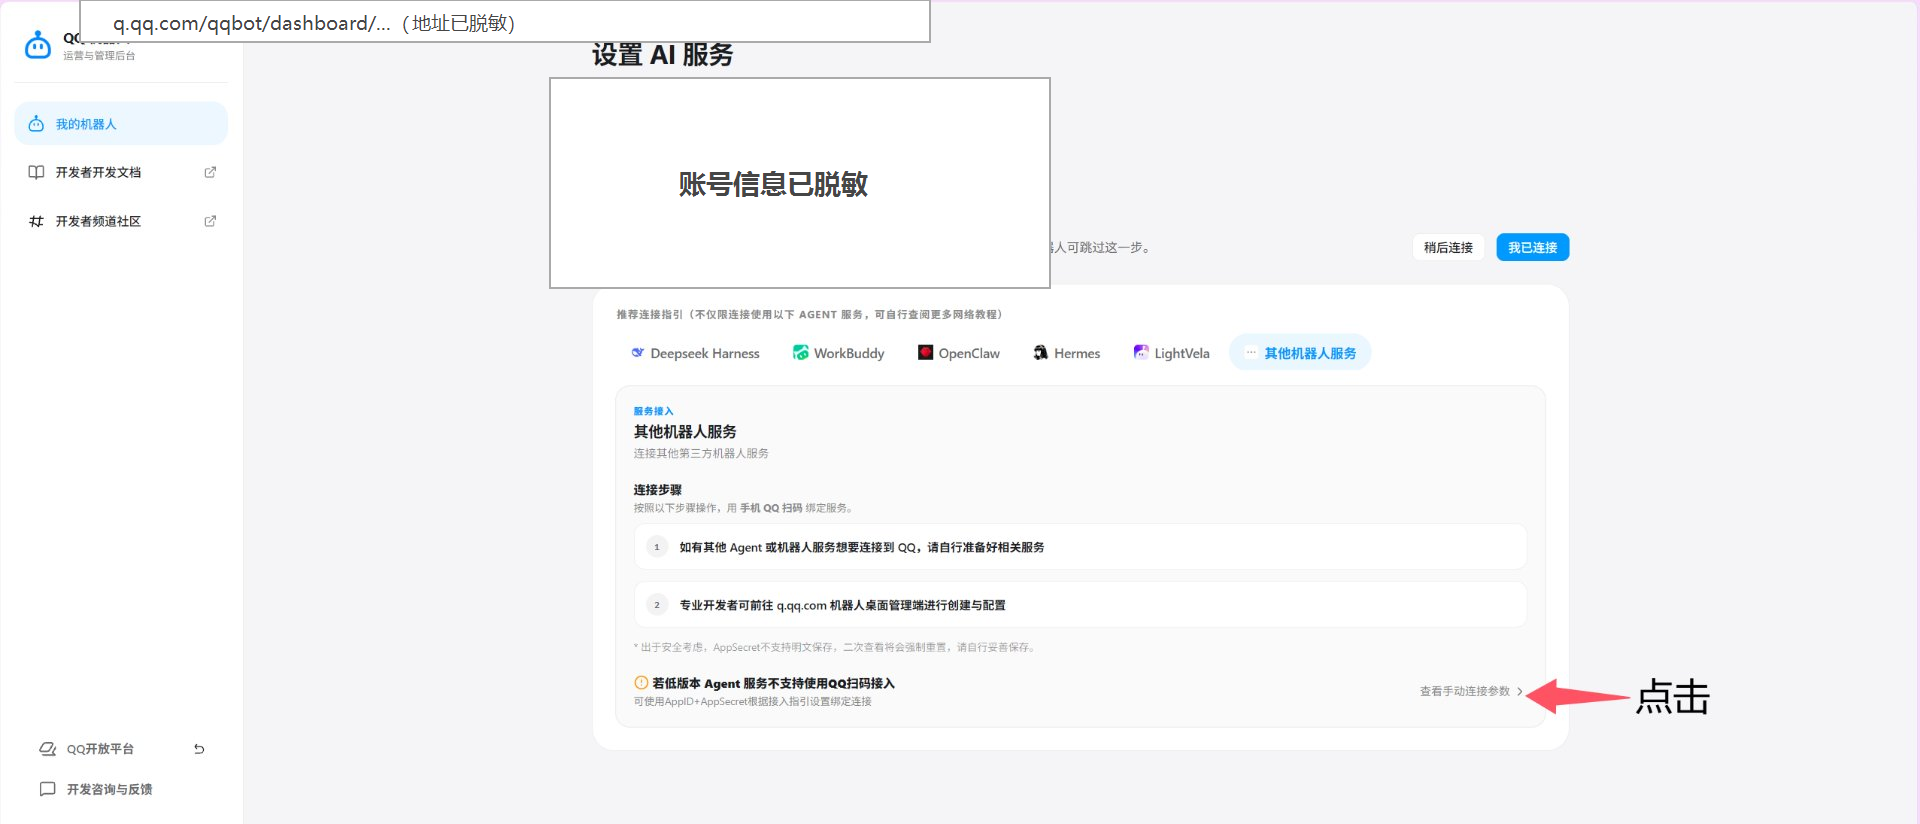 q.qq.com/qqbot/dashboard/...（地址已脱敏）
运营与管理后台
我的机器人
开发者开发文档
开发者频道社区
QQ开放平台
开发咨询与反馈
设置 AI 服务
账号信息已脱敏
人可跳过这一步。
稍后连接
我已连接
推荐连接指引（不仅限连接使用以下 AGENT 服务，可自行查阅更多网络教程）
Deepseek Harness
WorkBuddy
OpenClaw
Hermes
LightVela
其他机器人服务
服务接入
其他机器人服务
连接其他第三方机器人服务
连接步骤
按照以下步骤操作，用 手机 QQ 扫码 绑定服务。
1 如有其他 Agent 或机器人服务想要连接到 QQ，请自行准备好相关服务
2 专业开发者可前往 q.qq.com 机器人桌面管理端进行创建与配置
* 出于安全考虑，AppSecret不支持明文保存，二次查看将会强制重置，请自行妥善保存。
若低版本 Agent 服务不支持使用QQ扫码接入
可使用AppID+AppSecret根据接入指引设置绑定连接
查看手动连接参数
点击